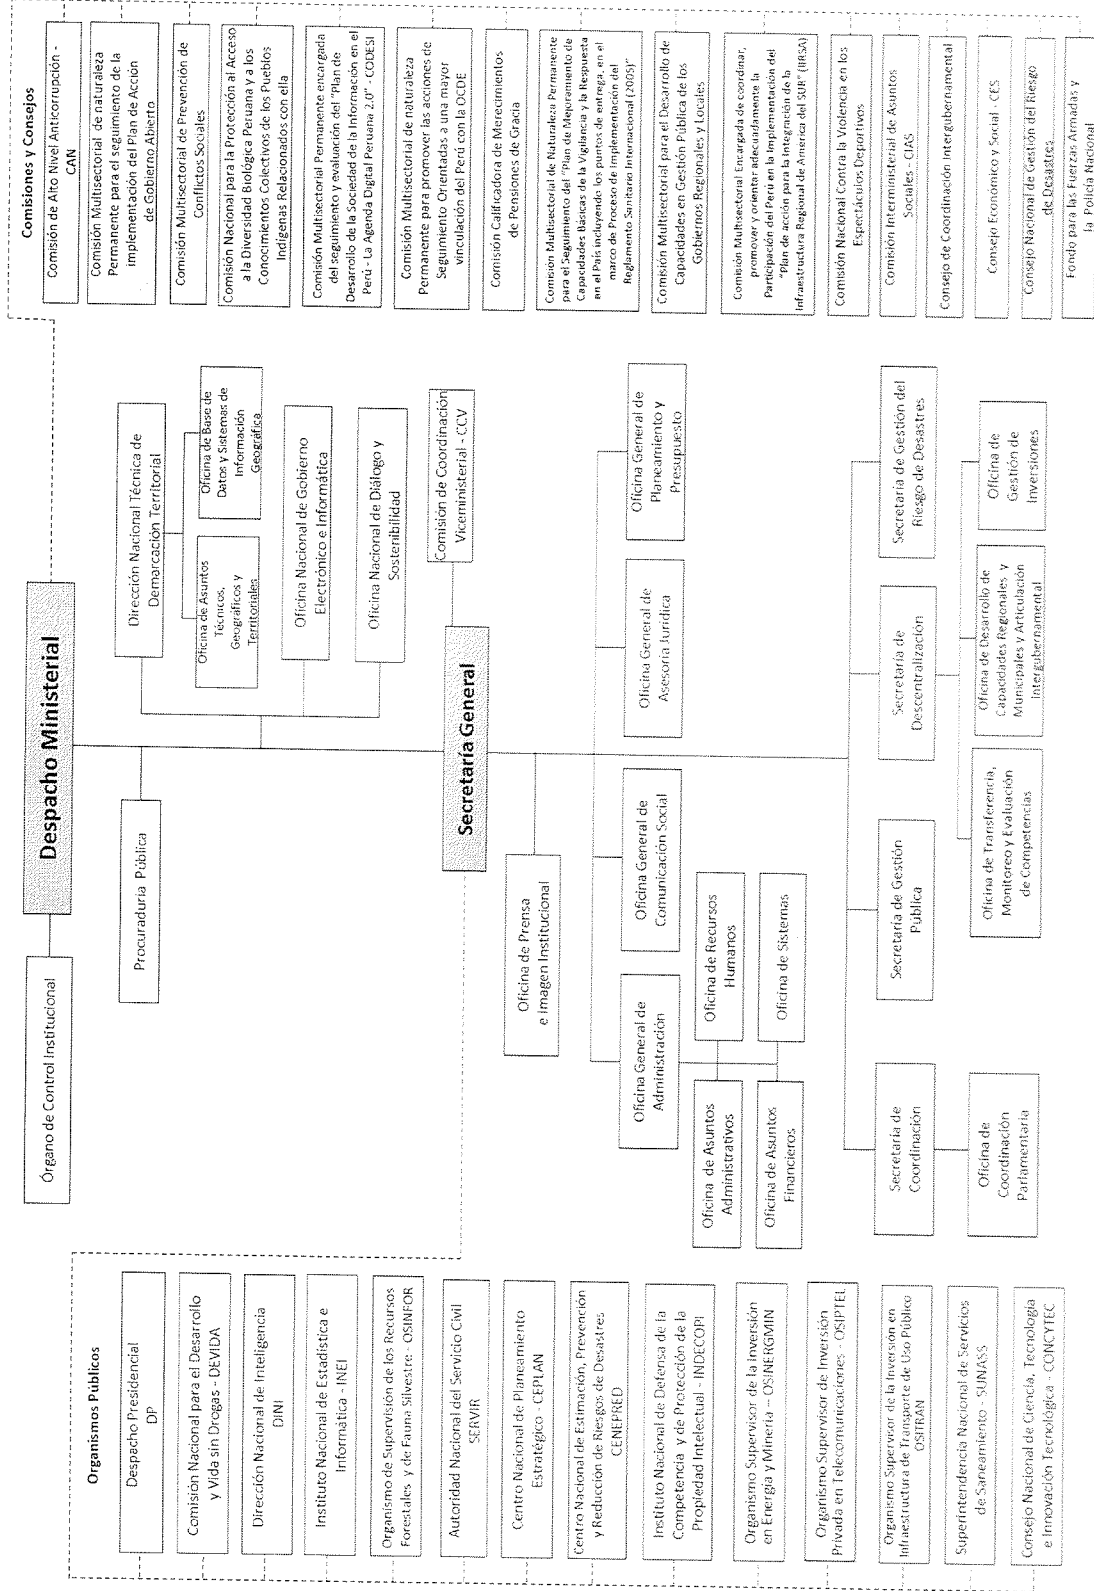 Despacho Ministerial
Órgano de Control Institucional
Procuraduría Pública
Dirección Nacional Técnica de
Demarcación Territorial
Oficina de Asuntos
Técnicos,
Geográficos y
Territoriales
Oficina de Base de
Datos y Sistemas de
Información
Geográfica
Oficina Nacional de Gobierno
Electrónico e Informática
Oficina Nacional de Diálogo y
Sostenibilidad
Comisión de Coordinación
Viceministerial - CCV
Secretaría General
Oficina de Prensa
e Imagen Institucional
Oficina General de
Administración
Oficina General de
Comunicación Social
Oficina General de
Asesoría Jurídica
Oficina General de
Planeamiento y
Presupuesto
Oficina de Asuntos
Administrativos
Oficina de Recursos
Humanos
Oficina de Asuntos
Financieros
Oficina de Sistemas
Secretaría de
Coordinación
Secretaría de Gestión
Pública
Secretaría de
Descentralización
Secretaría de Gestión del
Riesgo de Desastres
Oficina de
Coordinación
Parlamentaria
Oficina de Transferencia,
Monitoreo y Evaluación
de Competencias
Oficina de Desarrollo de
Capacidades Regionales y
Municipales y Articulación
Intergubernamental
Oficina de
Gestión de
Inversiones
Organismos Públicos
Despacho Presidencial
DP
Comisión Nacional para el Desarrollo
y Vida sin Drogas - DEVIDA
Dirección Nacional de Inteligencia
DINI
Instituto Nacional de Estadística e
Informática - INEI
Organismo de Supervisión de los Recursos
Forestales y de Fauna Silvestre - OSINFOR
Autoridad Nacional del Servicio Civil
SERVIR
Centro Nacional de Planeamiento
Estratégico - CEPLAN
Centro Nacional de Estimación, Prevención
y Reducción de Riesgos de Desastres
CENEPRED
Instituto Nacional de Defensa de la
Competencia y de Protección de la
Propiedad Intelectual - INDECOPI
Organismo Supervisor de la Inversión
en Energía y Minería – OSINERGMIN
Organismo Supervisor de Inversión
Privada en Telecomunicaciones - OSIPTEL
Organismo Supervisor de la Inversión en
Infraestructura de Transporte de Uso Público
OSITRAN
Superintendencia Nacional de Servicios
de Saneamiento - SUNASS
Consejo Nacional de Ciencia, Tecnología
e Innovación Tecnológica - CONCYTEC
Comisiones y Consejos
Comisión de Alto Nivel Anticorrupción -
CAN
Comisión Multisectorial de naturaleza
Permanente para el seguimiento de la
implementación del Plan de Acción
de Gobierno Abierto
Comisión Multisectorial de Prevención de
Conflictos Sociales
Comisión Nacional para la Protección al Acceso
a la Diversidad Biológica Peruana y a los
Conocimientos Colectivos de los Pueblos
Indígenas Relacionados con ella
Comisión Multisectorial Permanente encargada
del seguimiento y evaluación del "Plan de
Desarrollo de la Sociedad de la Información en el
Perú - La Agenda Digital Peruana 2.0" - CODESI
Comisión Multisectorial de naturaleza
Permanente para promover las acciones de
Seguimiento Orientadas a una mayor
vinculación del Perú con la OCDE
Comisión Calificadora de Merecimientos
de Pensiones de Gracia
Comisión Multisectorial de Naturaleza Permanente
para el Seguimiento del "Plan de Mejoramiento de
Capacidades Básicas de la Vigilancia y la Respuesta
en el País incluyendo los puntos de entrega, en el
marco de Proceso de Implementación del
Reglamento Sanitario Internacional (2005)"
Comisión Multisectorial para el Desarrollo de
Capacidades en Gestión Pública de los
Gobiernos Regionales y Locales
Comisión Multisectorial Encargada de coordinar,
promover y orientar adecuadamente la
Participación del Perú en la Implementación del
"Plan de acción para la Integración de la
Infraestructura Regional de América del SUR" (IIRSA)
Comisión Nacional Contra la Violencia en los
Espectáculos Deportivos
Comisión Interministerial de Asuntos
Sociales - CIAS
Consejo de Coordinación Intergubernamental
Consejo Económico y Social - CES
Consejo Nacional de Gestión del Riesgo
de Desastres
Fondo para las Fuerzas Armadas y
la Policía Nacional